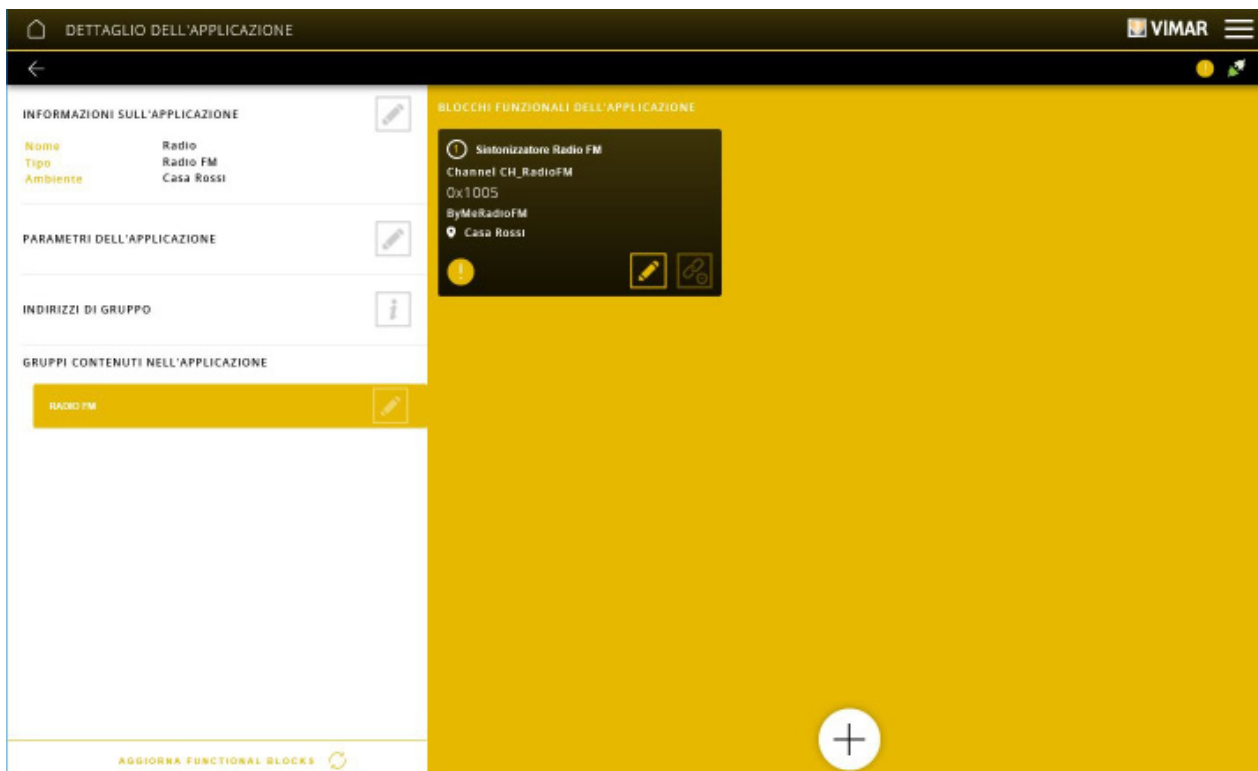 DETTAGLIO DELL'APPLICAZIONE
VIMAR
INFORMAZIONI SULL'APPLICAZIONE
Nome Radio
Tipo Radio FM
Ambiente Casa Rossi
PARAMETRI DELL'APPLICAZIONE
INDIRIZZI DI GRUPPO
GRUPPI CONTENUTI NELL'APPLICAZIONE
RADIO FM
AGGIORNA FUNCTIONAL BLOCKS
BLOCCHI FUNZIONALI DELL'APPLICAZIONE
1 Sintonizzatore Radio FM
Channel CH_RadioFM
0x1005
ByMeRadioFM
Casa Rossi